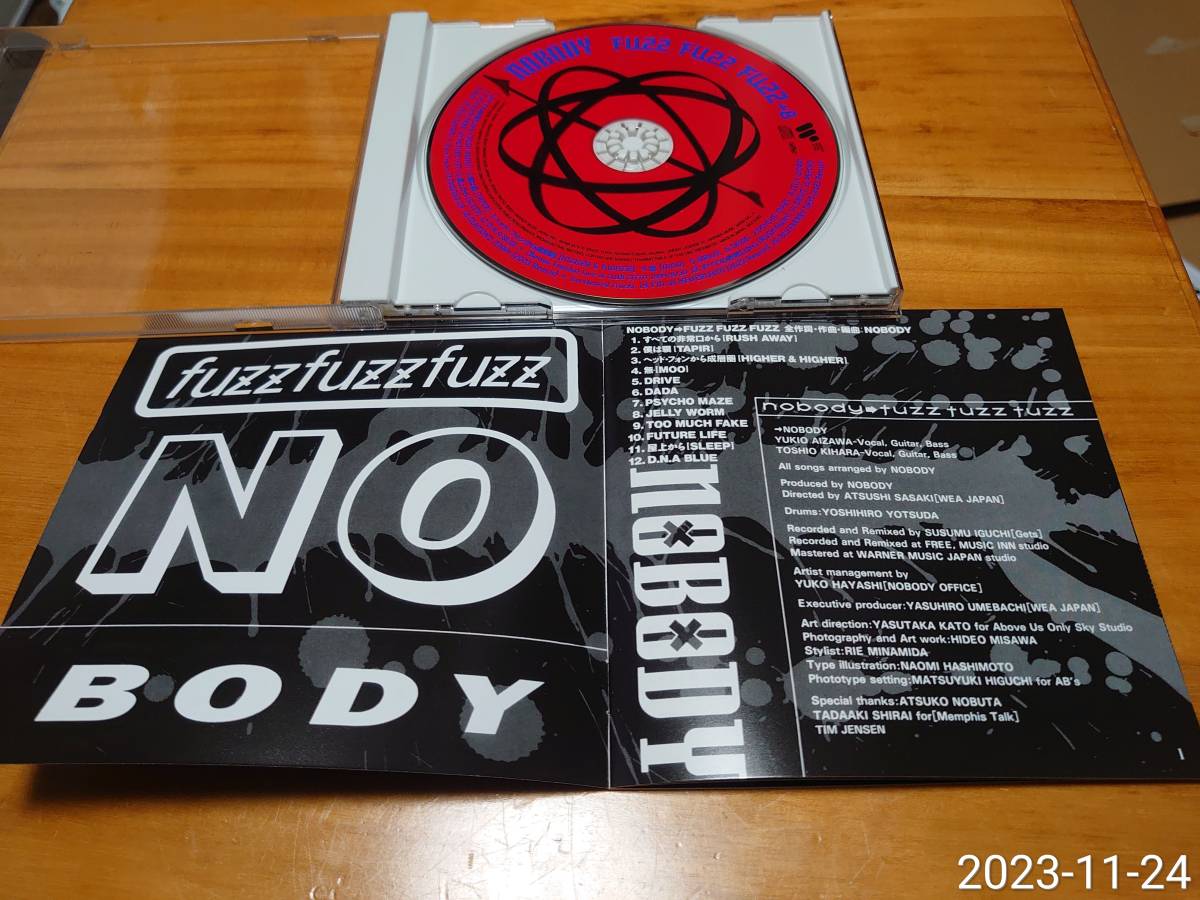 NOBODY FUZZ FUZZ FUZZ+8
fuzzfuzzfuzz
NO
BODY
NOBODY➡FUZZ FUZZ FUZZ 全作詞・作曲・編曲:NOBODY
1. すべての非常口から[RUSH AWAY]
2. 僕は獏[TAPIR]
3. ヘッド・フォンから成層圏[HIGHER & HIGHER]
4. 無[MOO]
5. DRIVE
6. DADA
7. PSYCHO MAZE
8. JELLY WORM
9. TOO MUCH FAKE
10. FUTURE LIFE
11. 屋上から[SLEEP]
12. D.N.A BLUE
NOBODY
nobody➡fuzz fuzz fuzz
➡NOBODY
YUKIO AIZAWA-Vocal, Guitar, Bass
TOSHIO KIHARA-Vocal, Guitar, Bass
All songs arranged by NOBODY
Produced by NOBODY
Directed by ATSUSHI SASAKI[WEA JAPAN]
Drums:YOSHIHIRO YOTSUDA
Recorded and Remixed by SUSUMU IGUCHI[Gets]
Recorded and Remixed at FREE, MUSIC INN studio
Mastered at WARNER MUSIC JAPAN studio
Artist management by
YUKO HAYASHI[NOBODY OFFICE]
Executive producer:YASUHIRO UMEBACHI[WEA JAPAN]
Art direction:YASUTAKA KATO for Above Us Only Sky Studio
Photography and Art work:HIDEO MISAWA
Stylist:RIE MINAMIDA
Type illustration:NAOMI HASHIMOTO
Phototype setting:MATSUYUKI HIGUCHI for AB's
Special thanks:ATSUKO NOBUTA
TADAAKI SHIRAI for[Memphis Talk]
TIM JENSEN
1
2023-11-24